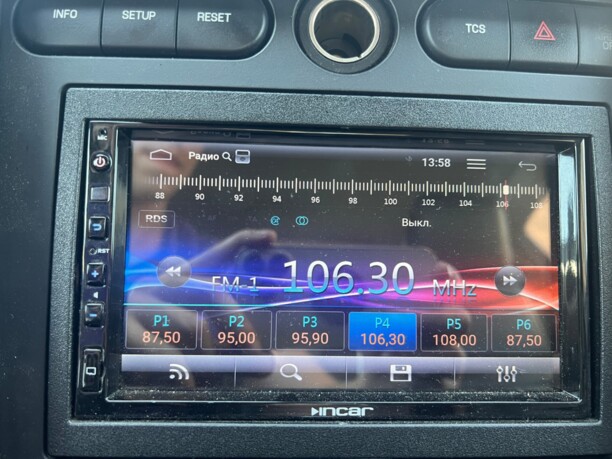 INFO SETUP RESET
TCS
MIC
Радио 13:58
88 90 92 94 96 98 100 102 104 106 108
RDS Выкл.
RST
FM-1 106.30 MHz
P1 P2 P3 P4 P5 P6
87,50 95,00 95,90 106,30 108,00 87,50
INCAR